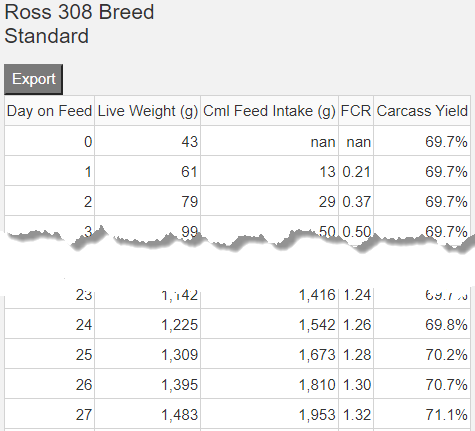 Ross 308 Breed
Standard
Export
Day on Feed Live Weight (g) Cml Feed Intake (g) FCR Carcass Yield
0 43 nan nan 69.7%
1 61 13 0.21 69.7%
2 79 29 0.37 69.7%
3 99 50 0.50 69.7%
23 1,142 1,416 1.24
24 1,225 1,542 1.26 69.8%
25 1,309 1,673 1.28 70.2%
26 1,395 1,810 1.30 70.7%
27 1,483 1,953 1.32 71.1%